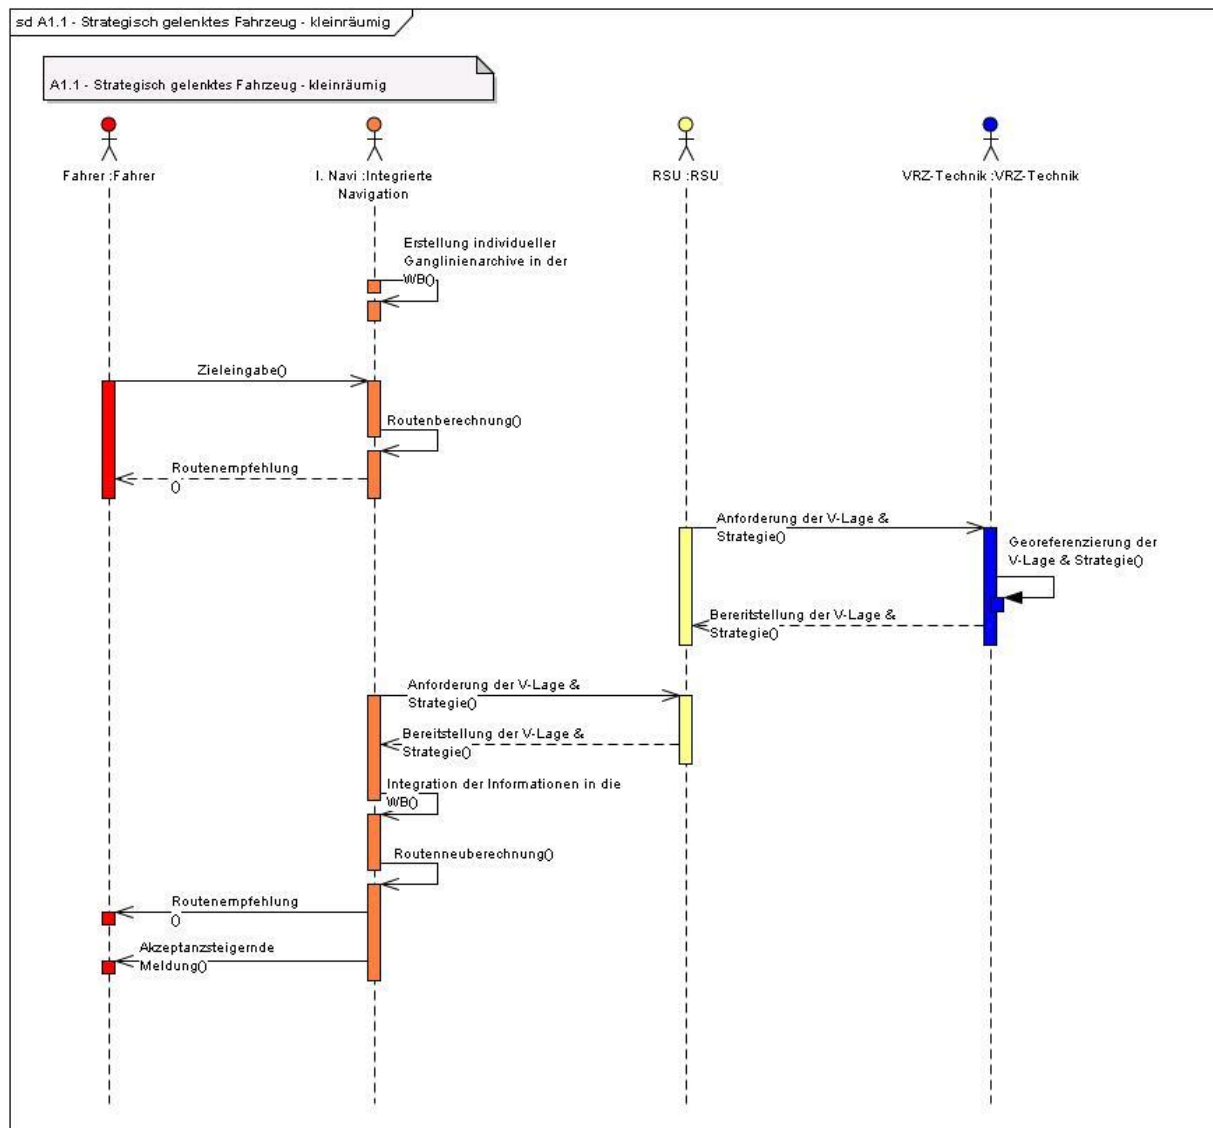 sd A1.1 - Strategisch gelenktes Fahrzeug - kleinräumig
A1.1 - Strategisch gelenktes Fahrzeug - kleinräumig
Fahrer :Fahrer
I. Navi :Integrierte
Navigation
RSU :RSU
VRZ-Technik :VRZ-Technik
Erstellung individueller
Ganglinienarchive in der
WB()
Zieleingabe()
Routenberechnung()
Routenempfehlung
()
Anforderung der V-Lage &
Strategie()
Georeferenzierung der
V-Lage & Strategie()
Bereritstellung der V-Lage &
Strategie()
Anforderung der V-Lage &
Strategie()
Bereitstellung der V-Lage &
Strategie()
Integration der Informationen in die
WB()
Routenneuberechnung()
Routenempfehlung
()
Akzeptanzsteigernde
Meldung()